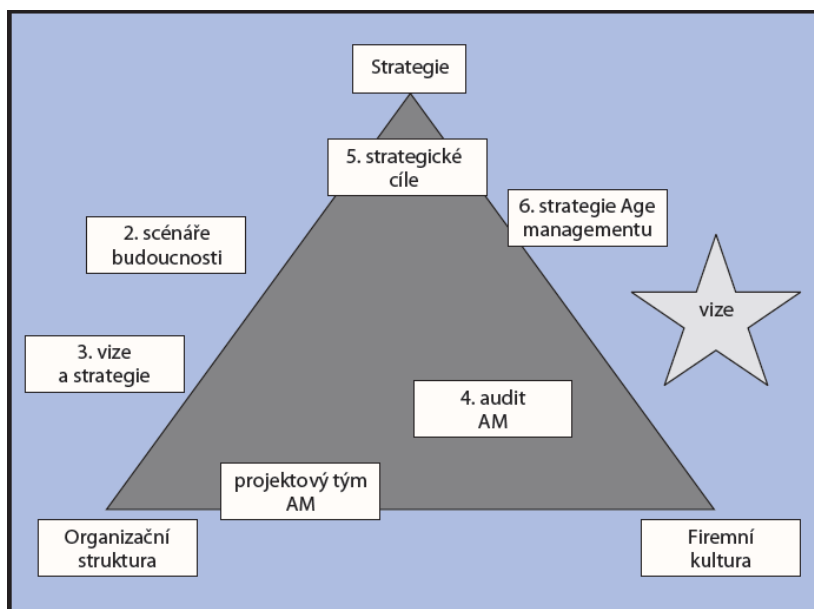 Strategie
5. strategické
cíle
6. strategie Age
managementu
2. scénáře
budoucnosti
vize
3. vize
a strategie
4. audit
AM
projektový tým
AM
Organizační
struktura
Firemní
kultura